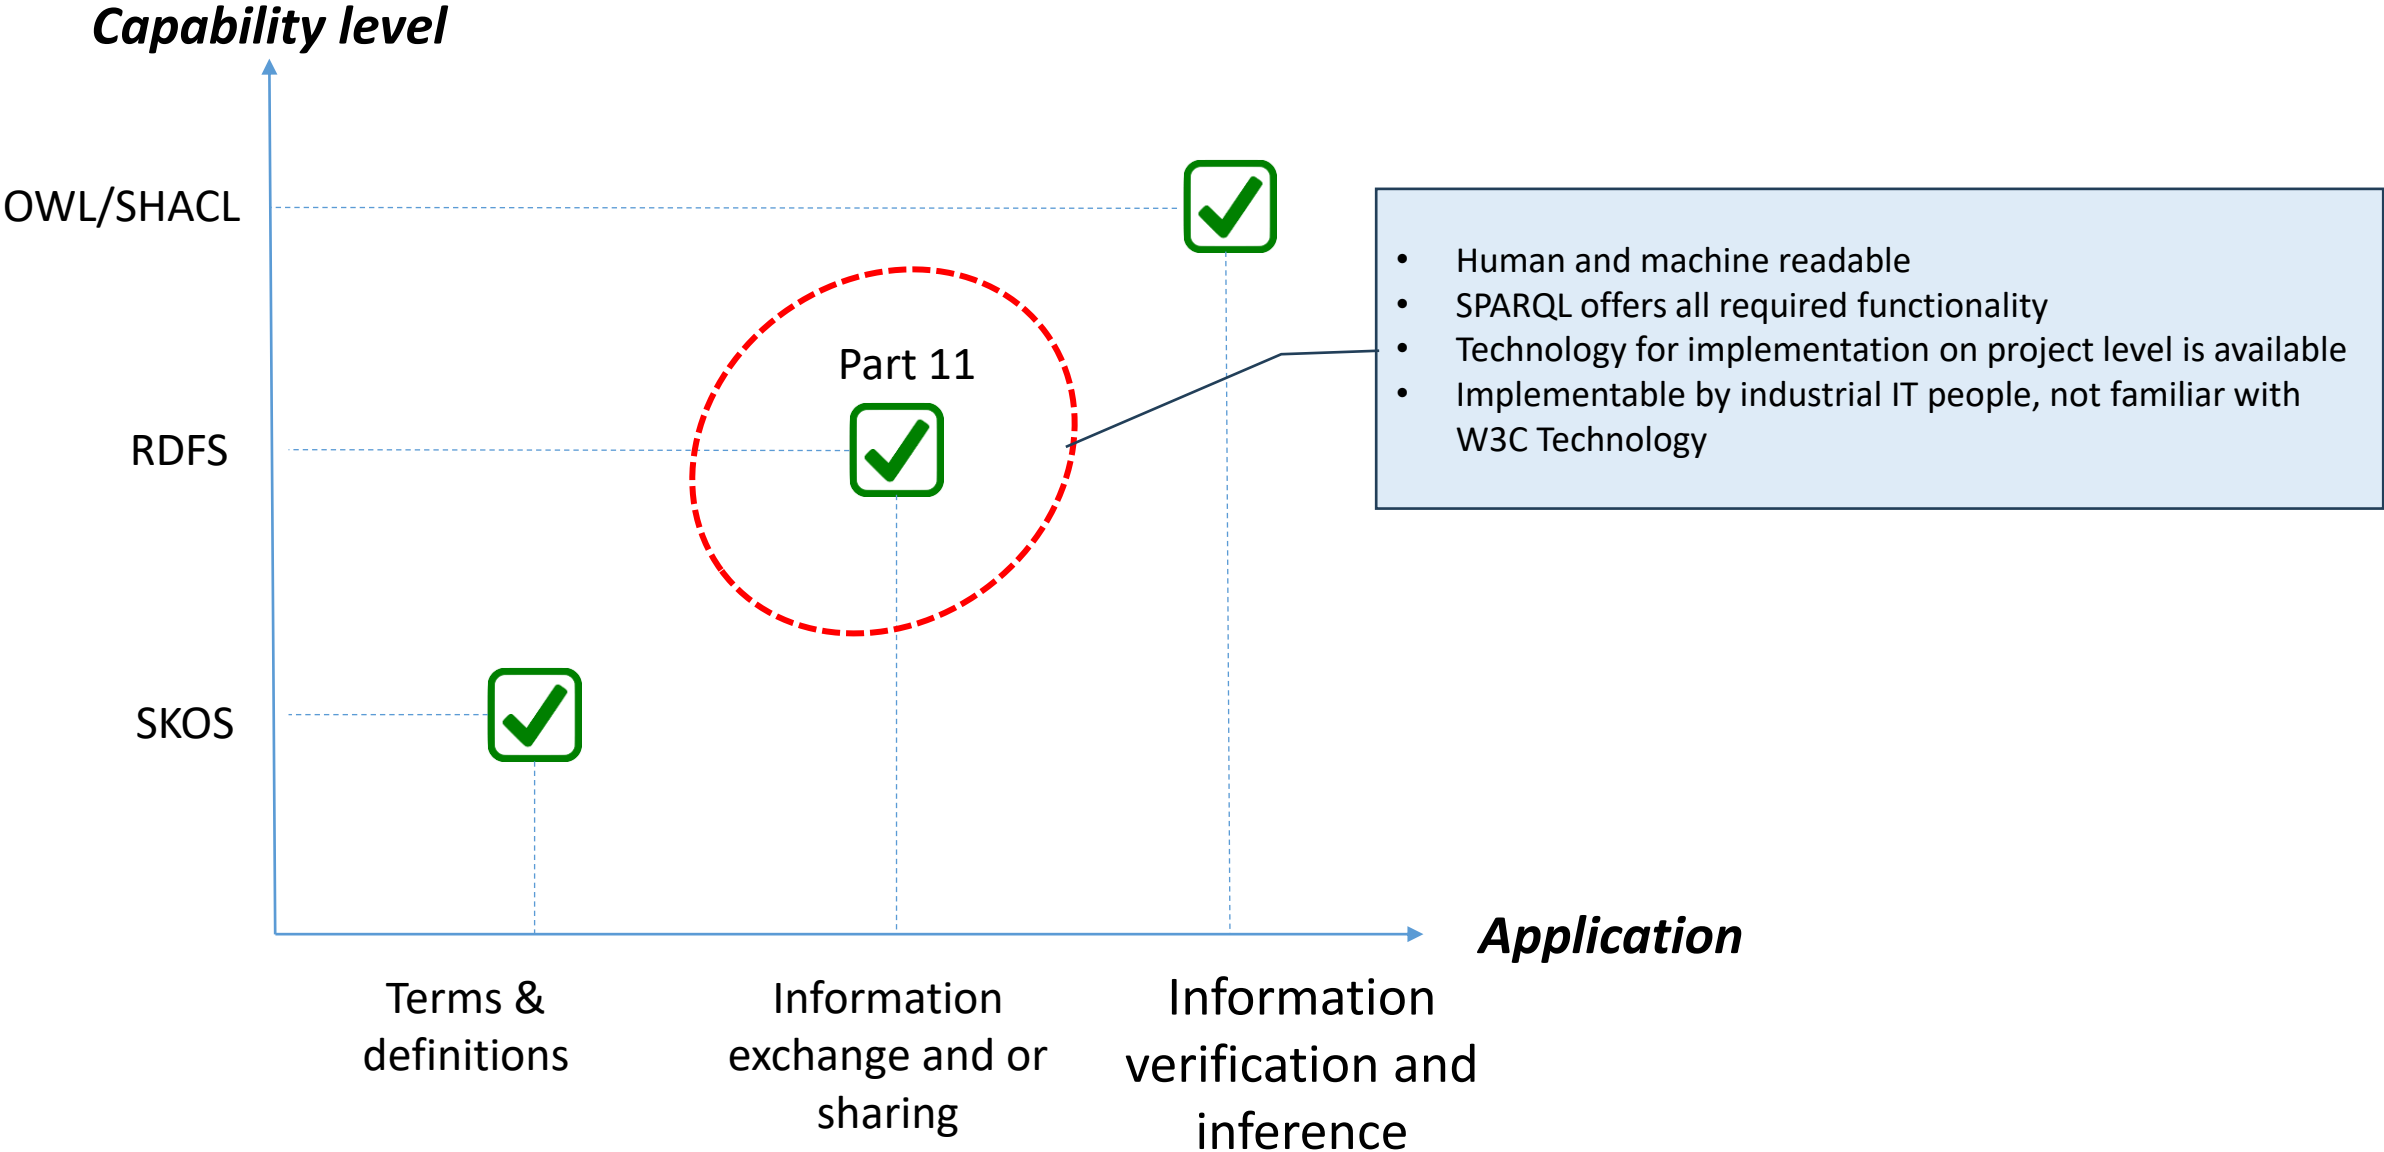 Capability level
OWL/SHACL
• Human and machine readable
• SPARQL offers all required functionality
• Technology for implementation on project level is available
• Implementable by industrial IT people, not familiar with
W3C Technology
Part 11
RDFS
SKOS
Application
Terms &
definitions
Information
exchange and or
sharing
Information
verification and
inference